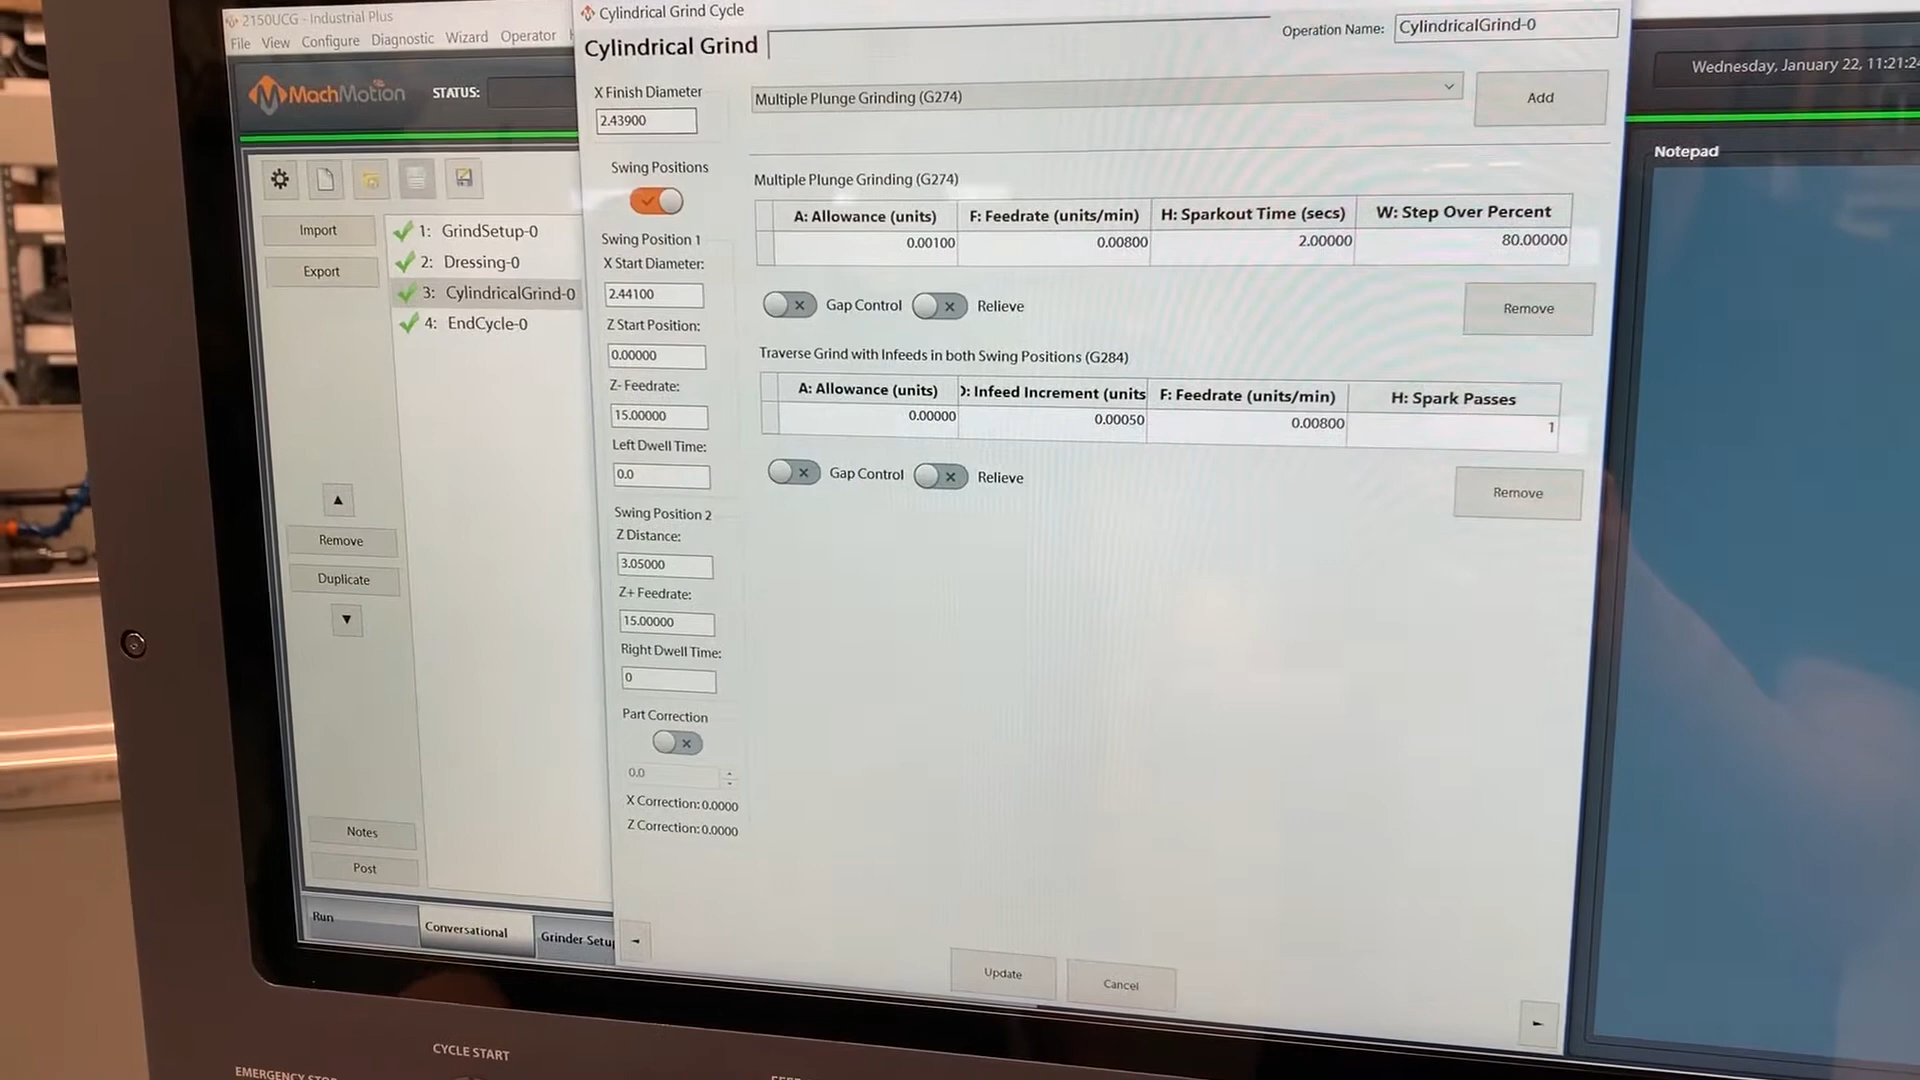 2150UCG - Industrial Plus
File View Configure Diagnostic Wizard Operator
MachMotion STATUS:
Import
Export
1: GrindSetup-0
2: Dressing-0
3: CylindricalGrind-0
4: EndCycle-0
Remove
Duplicate
Notes
Post
Run Conversational
Grinder Setup
Cylindrical Grind Cycle
Cylindrical Grind
Operation Name: CylindricalGrind-0
X Finish Diameter
2.43900
Swing Positions
Swing Position 1
X Start Diameter:
2.44100
Z Start Position:
0.00000
Z- Feedrate:
15.00000
Left Dwell Time:
0.0
Swing Position 2
Z Distance:
3.05000
Z+ Feedrate:
15.00000
Right Dwell Time:
0
Part Correction
0.0
X Correction:0.0000
Z Correction:0.0000
Multiple Plunge Grinding (G274)
Add
Multiple Plunge Grinding (G274)
A: Allowance (units) F: Feedrate (units/min) H: Sparkout Time (secs) W: Step Over Percent
0.00100 0.00800 2.00000 80.00000
Gap Control Relieve
Remove
Traverse Grind with Infeeds in both Swing Positions (G284)
A: Allowance (units) : Infeed Increment (units F: Feedrate (units/min) H: Spark Passes
0.00000 0.00050 0.00800 1
Gap Control Relieve
Remove
Update Cancel
Wednesday, January 22, 11:21:24
Notepad
CYCLE START
EMERGENCY STOP